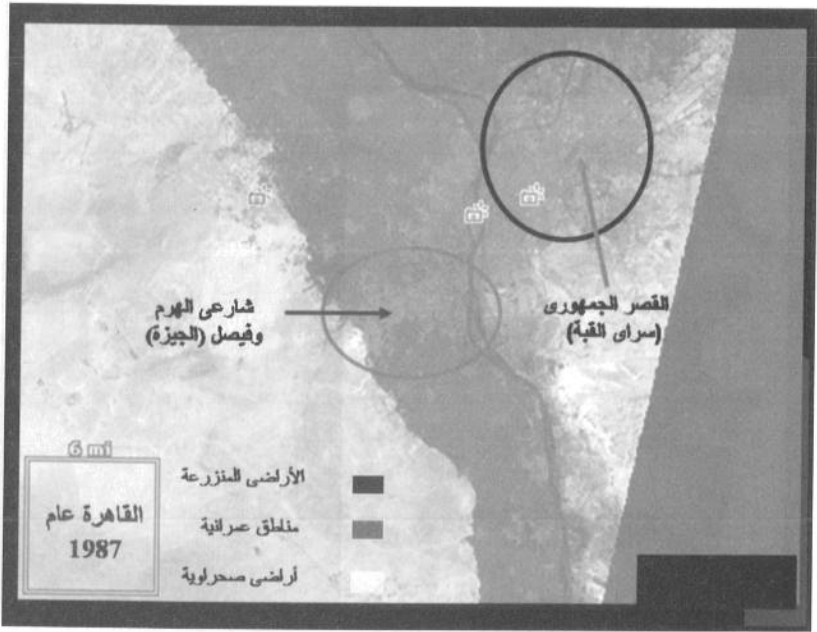 القصر الجمهورى
(سراى القبة)
شارعى الهرم
وفيصل (الجيزة)
6 mi
القاهرة عام
1987
الأراضى المنزرعة
مناطق عمرانية
أراضى صحراوية